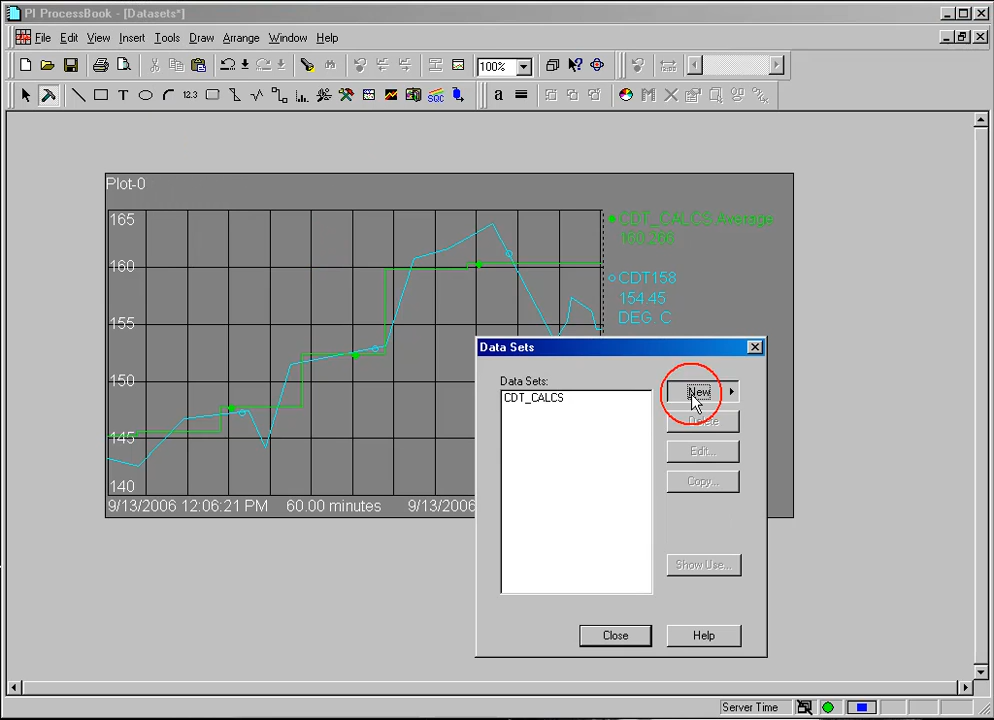 PI ProcessBook - [Datasets*]
File Edit View Insert Tools Draw Arrange Window Help
100%
T 12.3 SQC a
Plot-0
165
160
155
150
145
140
CDT_CALCS.Average
160.366
CDT158
154.45
DEG. C
9/13/2006 12:06:21 PM 60.00 minutes 9/13/2006
Data Sets
Data Sets:
CDT_CALCS
New
Delete
Edit...
Copy...
Show Use...
Close Help
Server Time